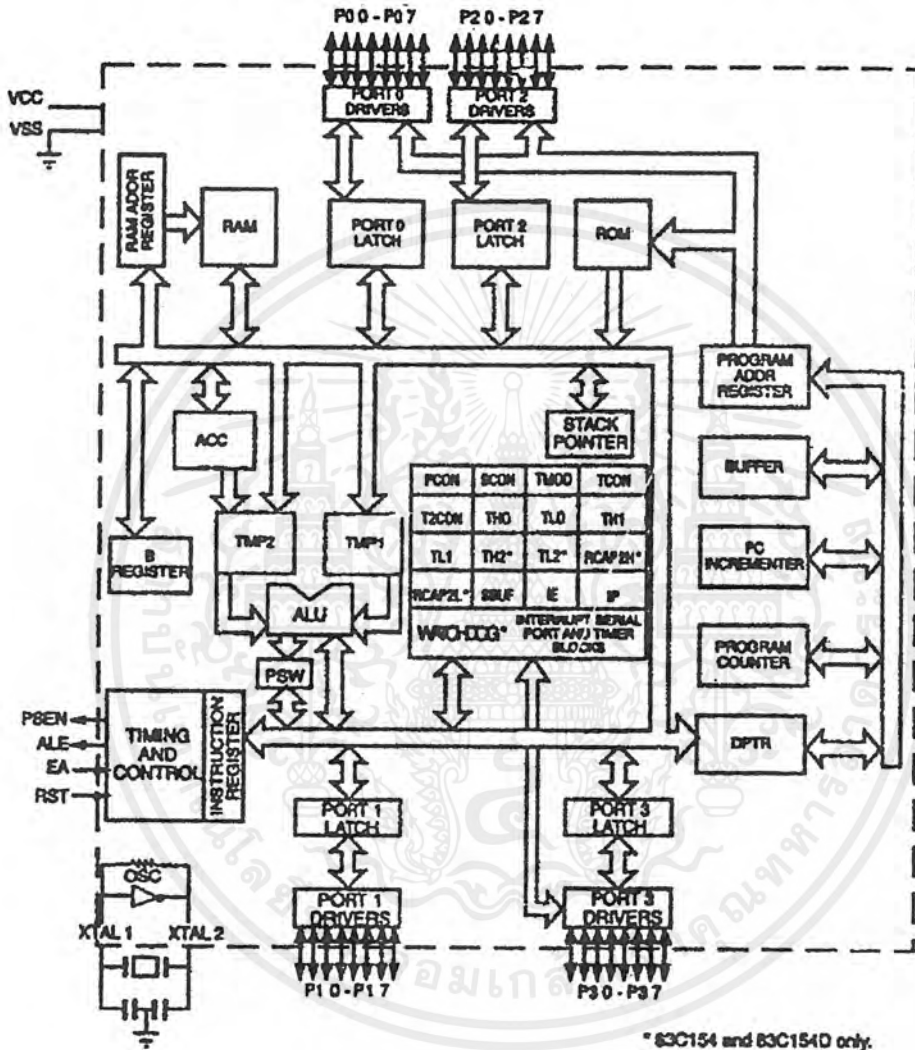 P00-P07 P20-P27
VCC
VSS
PORT 0
DRIVERS
PORT 2
DRIVERS
RAM ADDR
REGISTER
RAM
PORT 0
LATCH
PORT 2
LATCH
ROM
PROGRAM
ADDR
REGISTER
ACC
STACK
POINTER
BUFFER
PCON SCON TMOD TCON
T2CON TH0 TL0 TH1
TL1 TH2* TL2* RCAP2H*
RCAP2L* SBUF IE IP
WATCHDOG* INTERRUPT SERIAL
PORT AND TIMER
BLOCKS
B
REGISTER
TMP2
TMP1
ALU
PC
INCREMENTER
PROGRAM
COUNTER
PSW
PSEN
ALE
EA
RST
TIMING
AND
CONTROL
INSTRUCTION
REGISTER
DPTR
PORT 1
LATCH
PORT 3
LATCH
OSC
XTAL 1 XTAL 2
PORT 1
DRIVERS
PORT 3
DRIVERS
P10-P17
P30-P37
* 83C154 and 83C154D only.